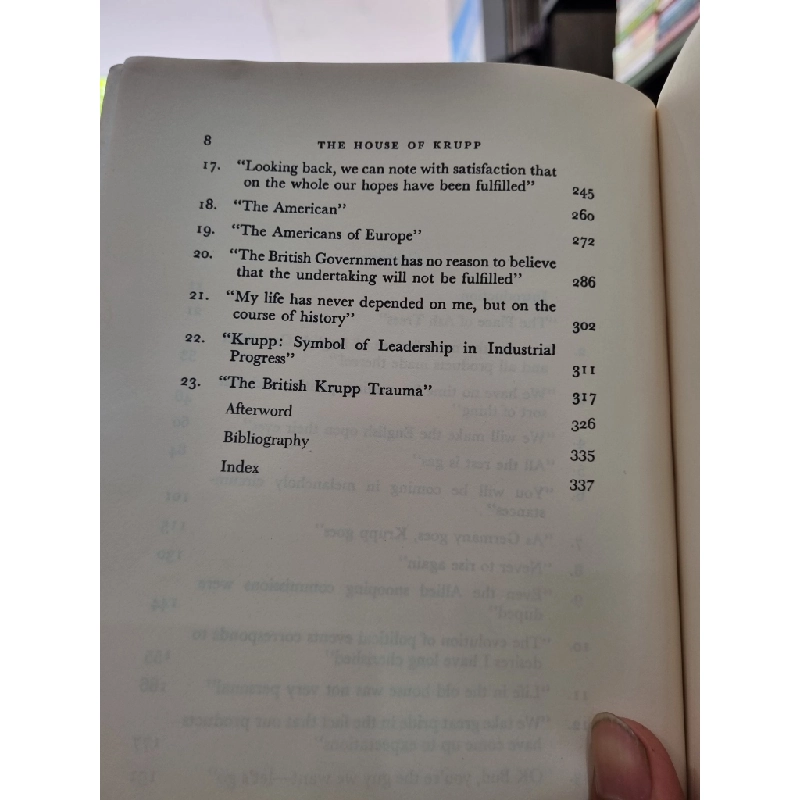 8
THE HOUSE OF KRUPP
17. "Looking back, we can note with satisfaction that
on the whole our hopes have been fulfilled" 245
18. "The American" 260
19. "The Americans of Europe" 272
20. "The British Government has no reason to believe
that the undertaking will not be fulfilled" 286
21. "My life has never depended on me, but on the
course of history" 302
22. "Krupp: Symbol of Leadership in Industrial
Progress" 311
23. "The British Krupp Trauma" 317
Afterword 326
Bibliography 335
Index 337